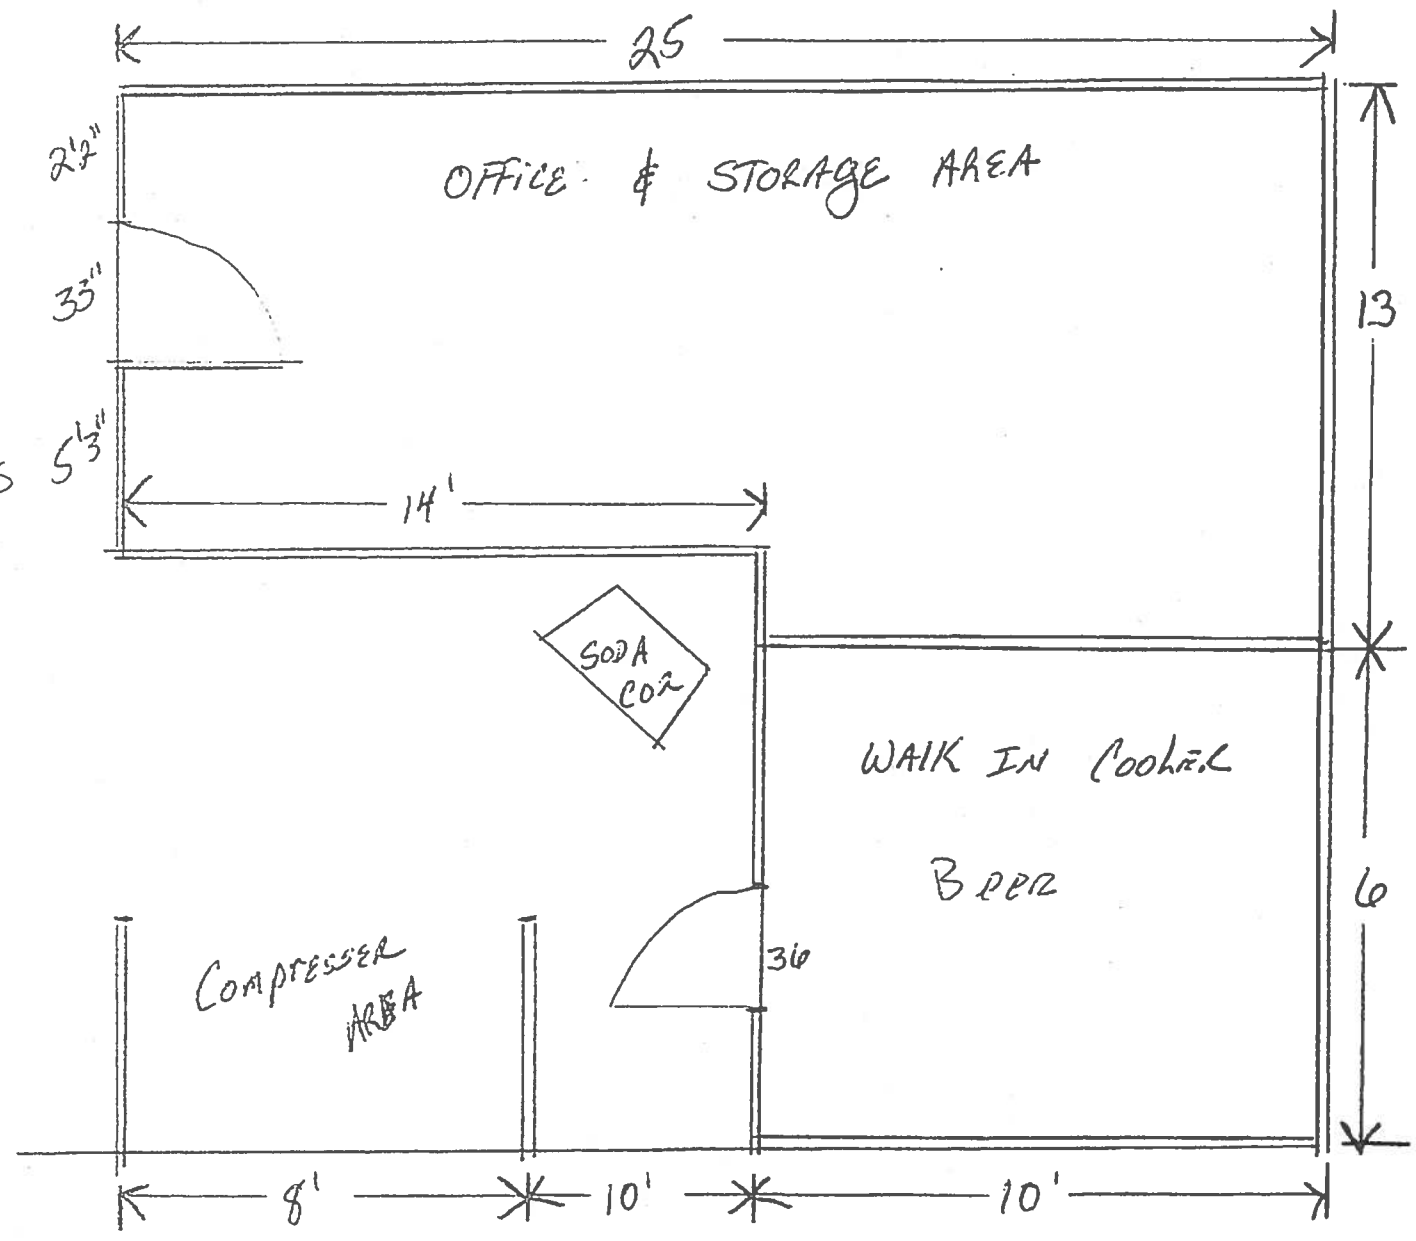 25
2'2"
OFFICE & STORAGE AREA
33"
13
5'3"
14'
SODA
CO2
WALK IN COOLER
BEER
6
36
COMPRESSER
AREA
8' 10' 10'